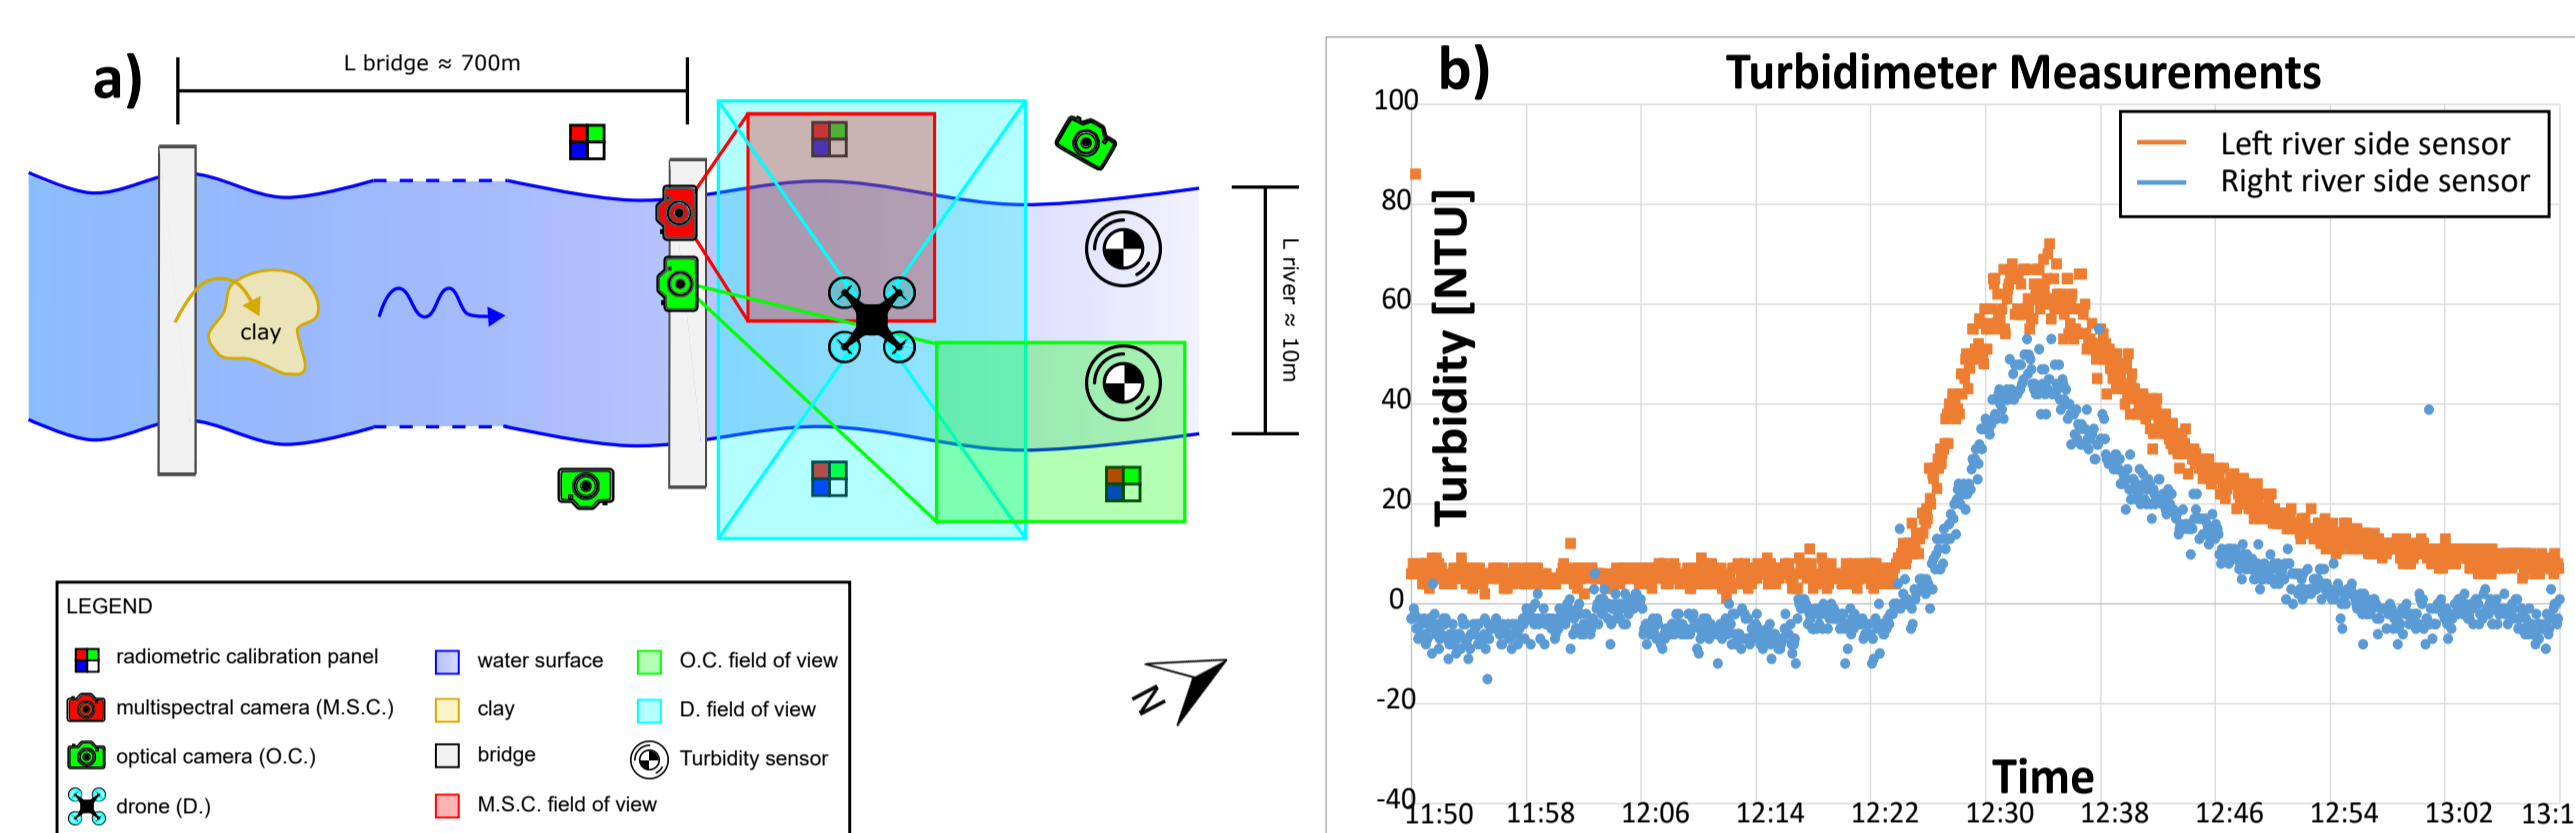 a)
L bridge ≈ 700m
clay
L river ≈ 10m
N
LEGEND
radiometric calibration panel
multispectral camera (M.S.C.)
optical camera (O.C.)
drone (D.)
water surface
clay
bridge
M.S.C. field of view
O.C. field of view
D. field of view
Turbidity sensor
b)
Turbidimeter Measurements
Left river side sensor
Right river side sensor
Turbidity [NTU]
100
80
60
40
20
0
-20
-40
Time
11:50 11:58 12:06 12:14 12:22 12:30 12:38 12:46 12:54 13:02 13:1